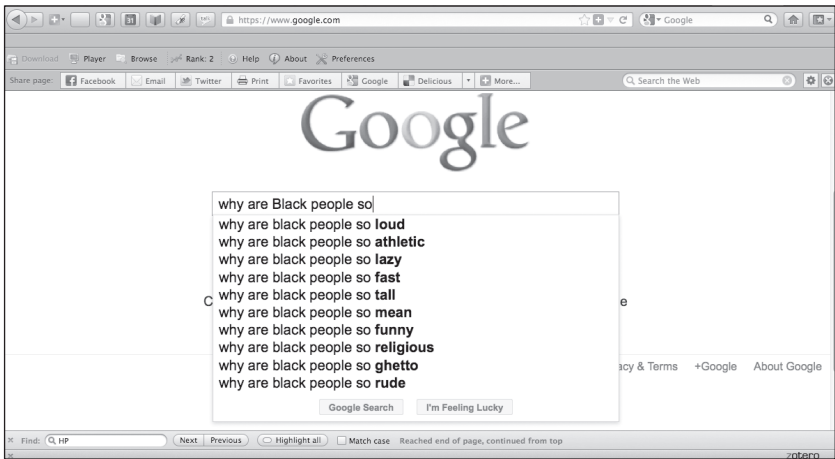 31 https://www.google.com Google
Download Player Browse Rank: 2 Help About Preferences
Share page: Facebook Email Twitter Print Favorites Google Delicious More... Search the Web
Google
why are Black people so
why are black people so loud
why are black people so athletic
why are black people so lazy
why are black people so fast
why are black people so tall
C why are black people so mean e
why are black people so funny
why are black people so religious
why are black people so ghetto acy & Terms +Google About Google
why are black people so rude
Google Search I'm Feeling Lucky
Find: HP Next Previous Highlight all Match case Reached end of page, continued from top
zotero